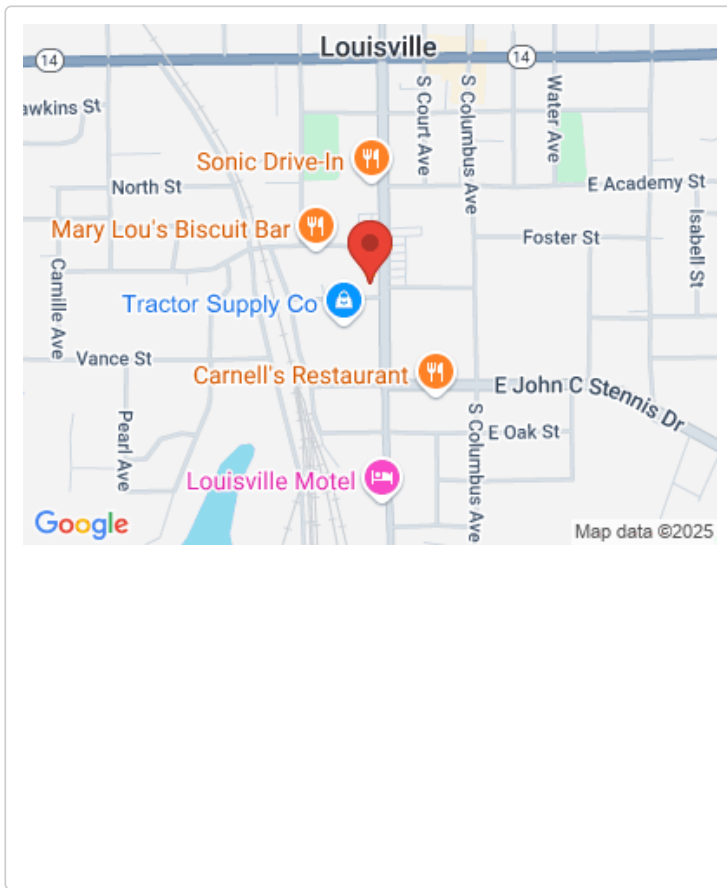 Louisville
14
14
awkins St
S Court Ave
S Columbus Ave
Water Ave
Sonic Drive-In
North St
E Academy St
Mary Lou's Biscuit Bar
Foster St
Isabell St
Camille Ave
Tractor Supply Co
Vance St
Carnell's Restaurant
E John C Stennis Dr
Pearl Ave
S Columbus Ave
E Oak St
Louisville Motel
Google
Map data ©2025